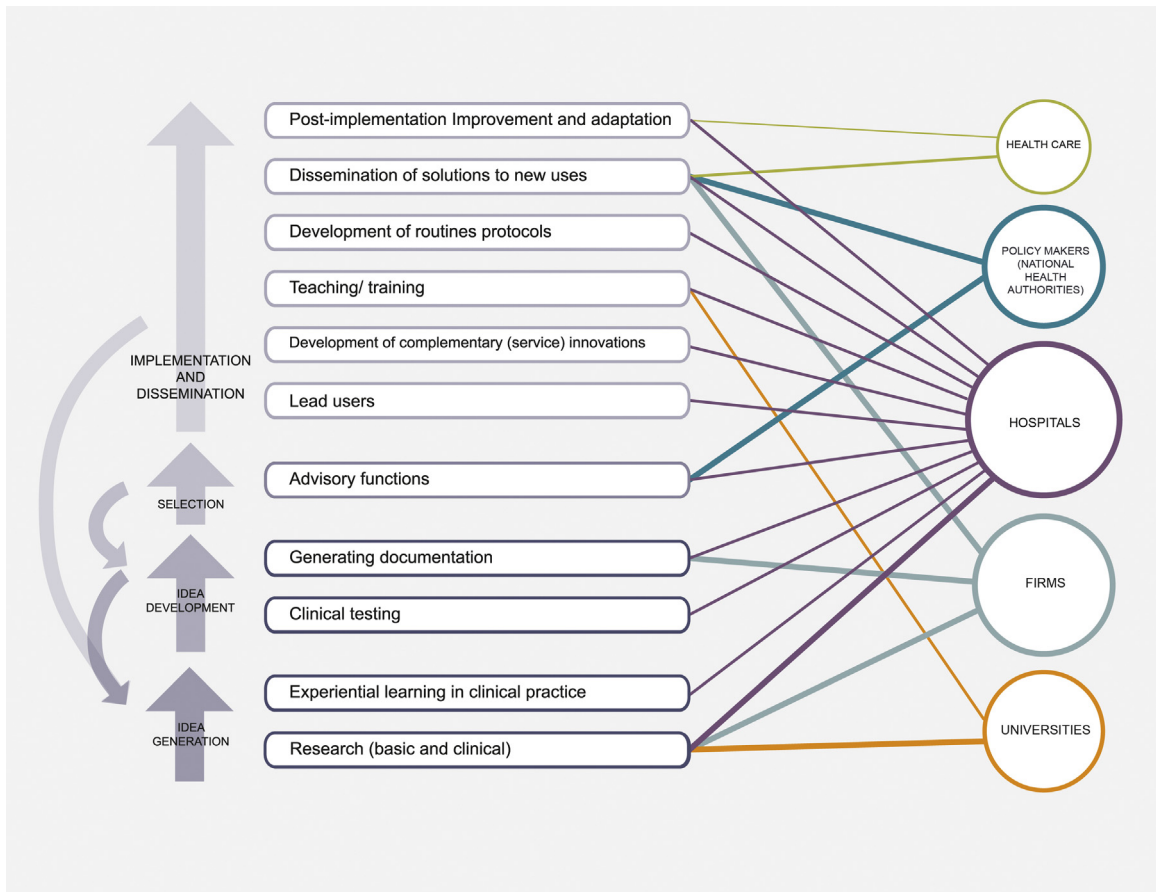 Post-implementation Improvement and adaptation
Dissemination of solutions to new uses
Development of routines protocols
Teaching/ training
Development of complementary (service) innovations
Lead users
Advisory functions
Generating documentation
Clinical testing
Experiential learning in clinical practice
Research (basic and clinical)
IMPLEMENTATION
AND
DISSEMINATION
SELECTION
IDEA
DEVELOPMENT
IDEA
GENERATION
HEALTH CARE
POLICY MAKERS
(NATIONAL
HEALTH
AUTHORITIES)
HOSPITALS
FIRMS
UNIVERSITIES